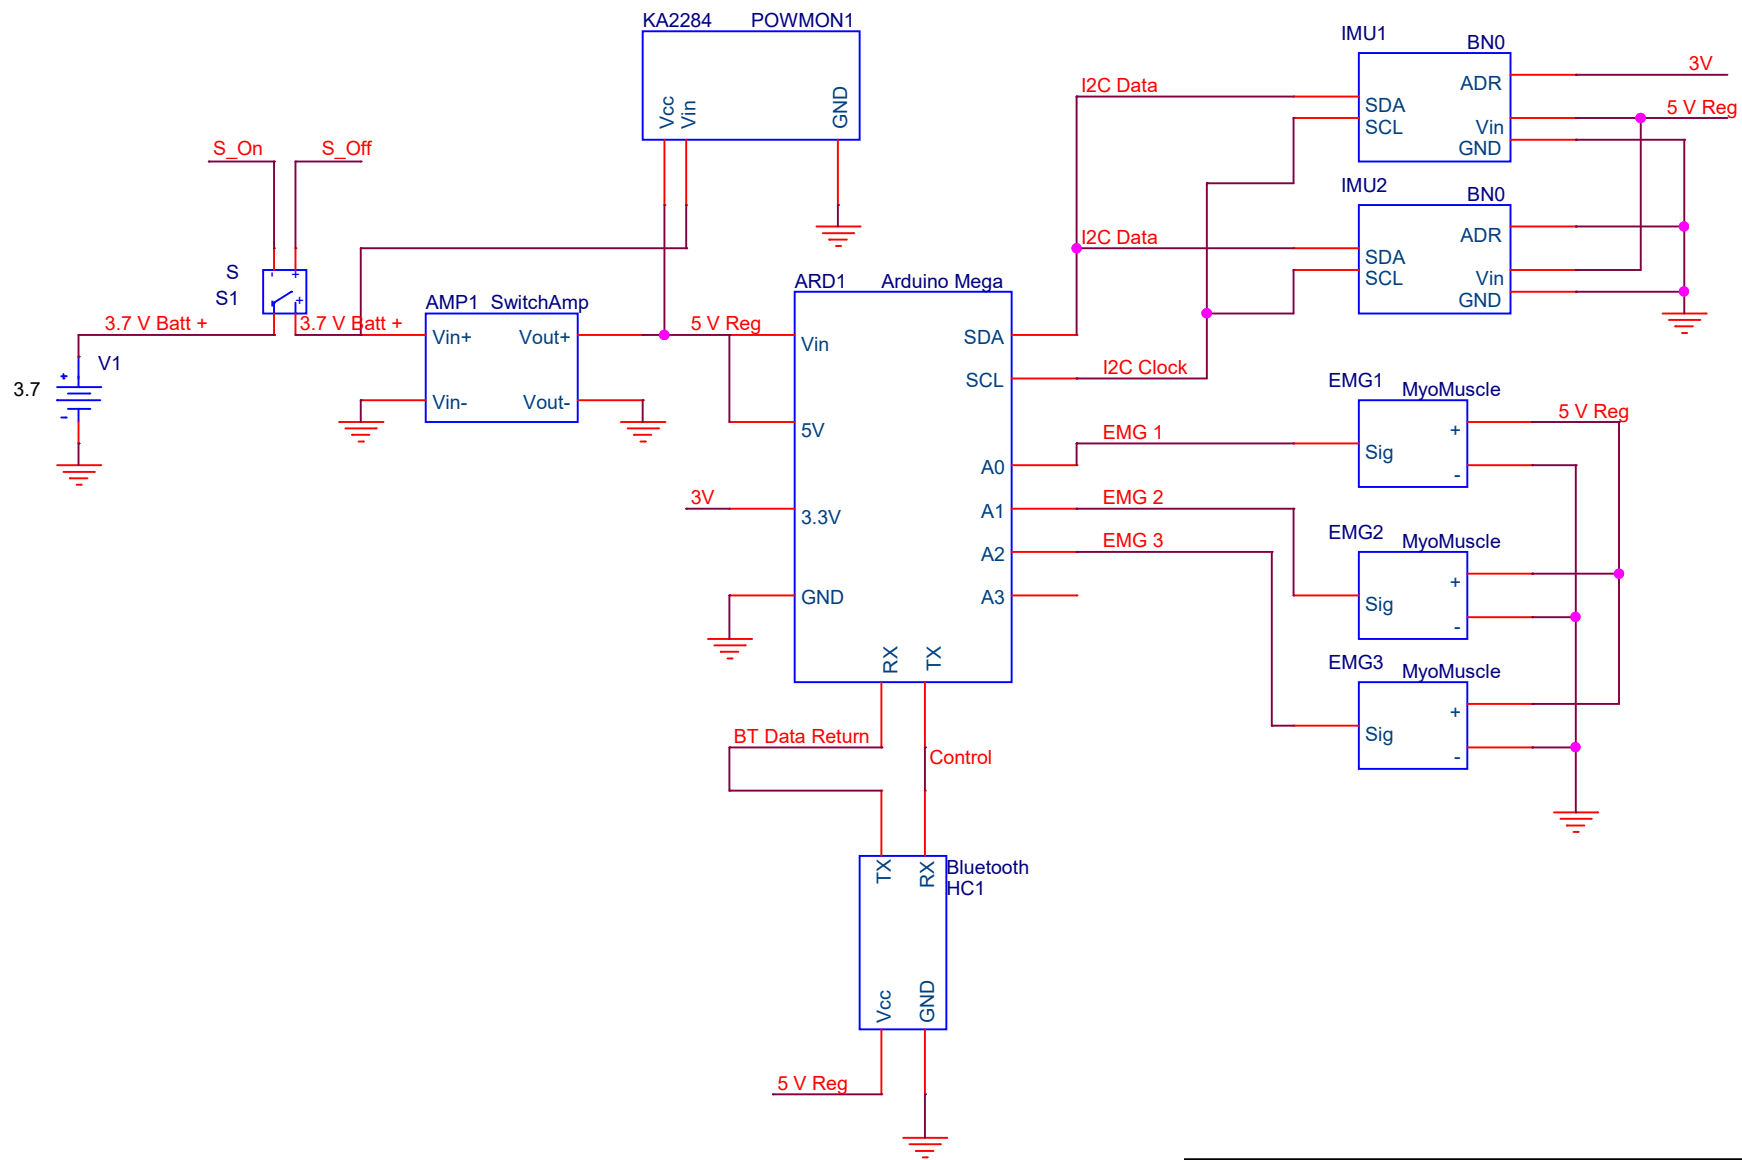 KA2284 POWMON1
Vcc
Vin
GND
S_On
S_Off
S
S1
- +
+
3.7 V Batt +
3.7 V Batt +
V1
3.7
+
-
AMP1 SwitchAmp
Vin+
Vout+
Vin-
Vout-
5 V Reg
ARD1 Arduino Mega
Vin
5V
3V
3.3V
GND
SDA
SCL
A0
A1
A2
A3
RX
TX
I2C Data
I2C Data
I2C Clock
EMG 1
EMG 2
EMG 3
IMU1
BN0
ADR
SDA
SCL
Vin
GND
3V
5 V Reg
IMU2
BN0
ADR
SDA
SCL
Vin
GND
EMG1
MyoMuscle
+
Sig
-
5 V Reg
EMG2
MyoMuscle
+
Sig
-
EMG3
MyoMuscle
+
Sig
-
BT Data Return
Control
TX
RX
Bluetooth
HC1
Vcc
GND
5 V Reg